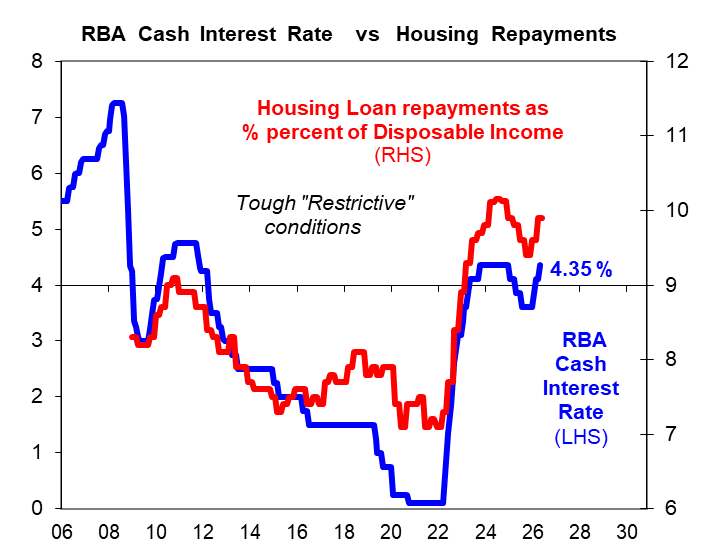 RBA Cash Interest Rate vs Housing Repayments
8
7
6
5
4
3
2
1
0
12
11
10
9
8
7
6
Housing Loan repayments as
% percent of Disposable Income
(RHS)
Tough "Restrictive"
conditions
4.35 %
RBA
Cash
Interest
Rate
(LHS)
06 08 10 12 14 16 18 20 22 24 26 28 30